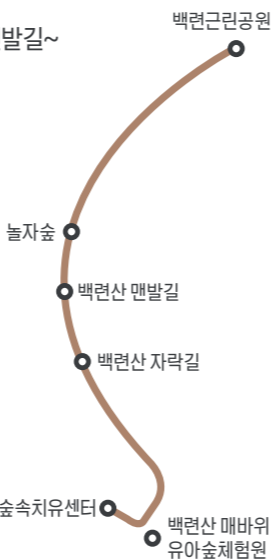 발길~
백련근린공원
놀자숲
백련산 맨발길
백련산 자락길
숲속치유센터
백련산 매바위
유아숲체험원